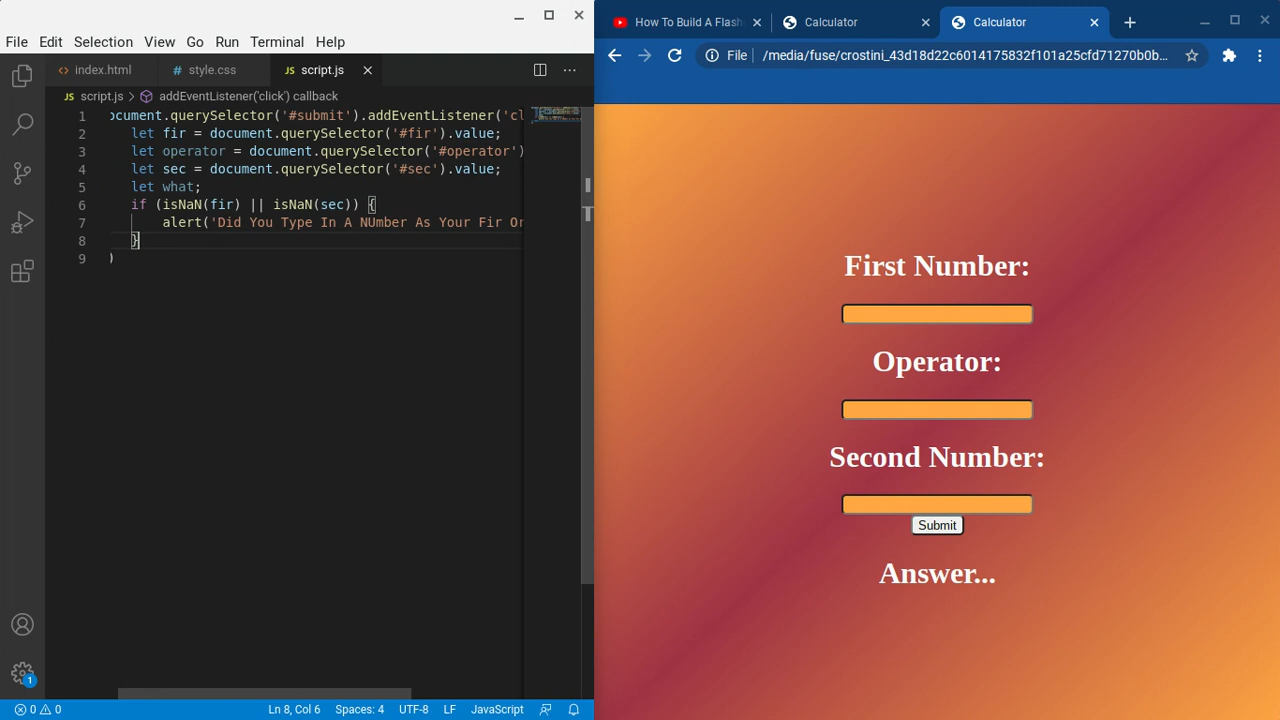 File Edit Selection View Go Run Terminal Help
index.html style.css script.js
script.js > addEventListener('click') callback
1 ocument.querySelector('#submit').addEventListener('cl
2 let fir = document.querySelector('#fir').value;
3 let operator = document.querySelector('#operator')
4 let sec = document.querySelector('#sec').value;
5 let what;
6 if (isNaN(fir) || isNaN(sec)) {
7 alert('Did You Type In A NUmber As Your Fir Or
8 }
9 )
1
0 0 Ln 8, Col 6 Spaces: 4 UTF-8 LF JavaScript
How To Build A Flash Calculator Calculator
File /media/fuse/crostini_43d18d22c6014175832f101a25cfd71270b0b...
First Number:
Operator:
Second Number:
Submit
Answer...